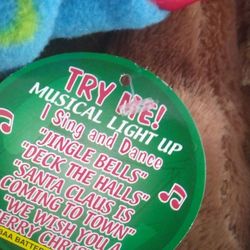 TRY ME!
MUSICAL LIGHT UP
I Sing and Dance
"JINGLE BELLS"
"DECK THE HALLS"
"SANTA CLAUS IS
COMING TO TOWN"
"WE WISH YOU A